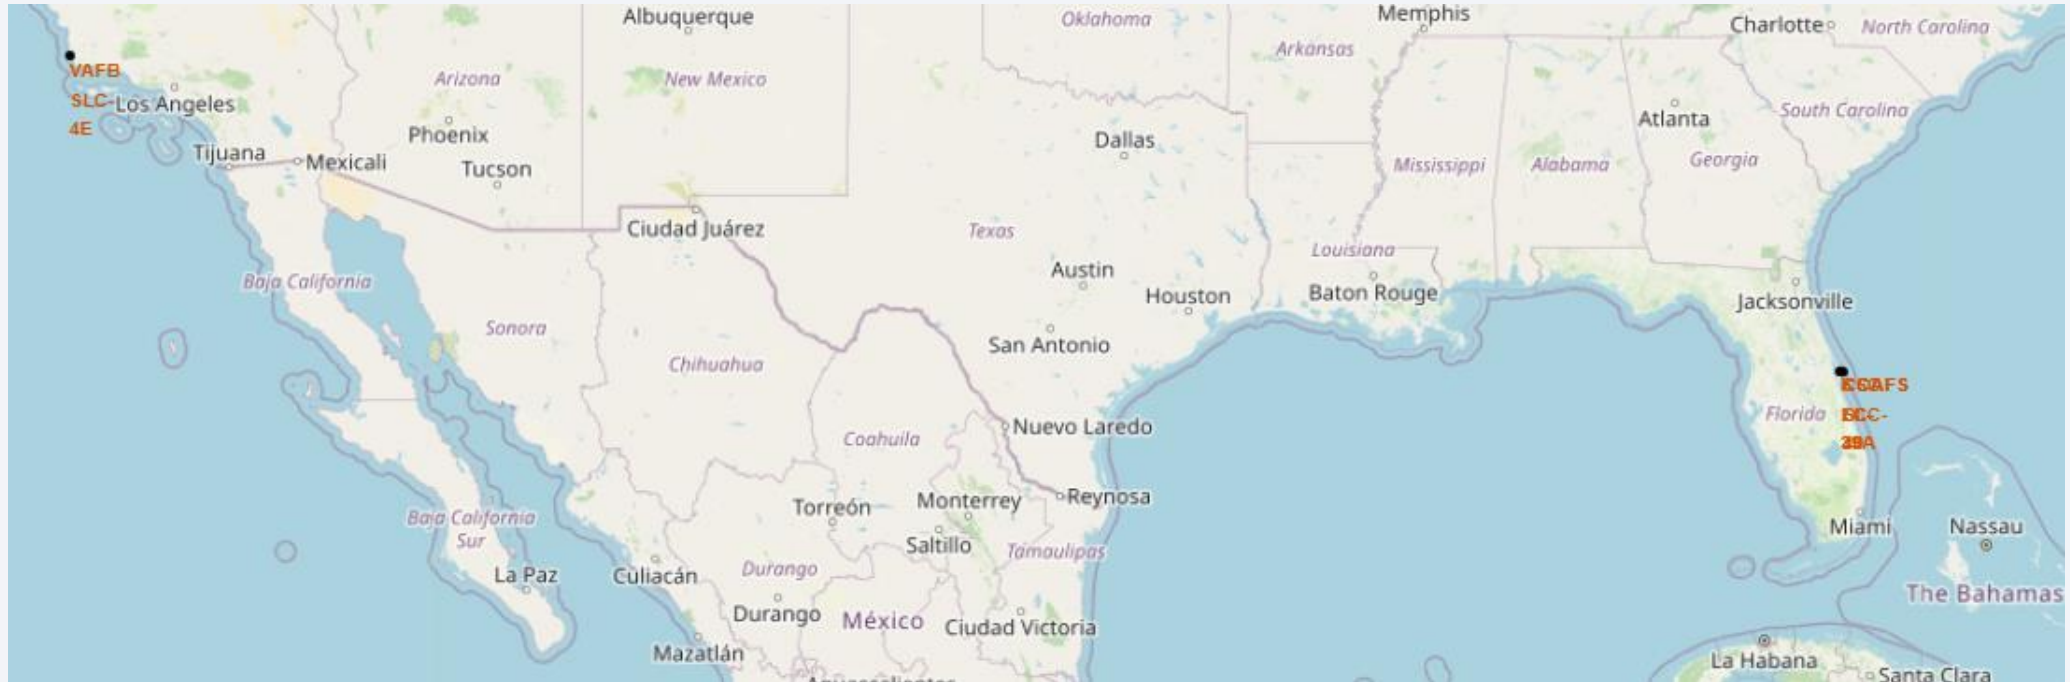 Albuquerque
Oklahoma
Memphis
Charlotte
North Carolina
Arkansas
VAFB
SLC-
4E
Los Angeles
Arizona
New Mexico
Phoenix
Tucson
Tijuana
Mexicali
Dallas
Atlanta
South Carolina
Mississippi
Alabama
Georgia
Ciudad Juárez
Texas
Louisiana
Austin
Houston
Baton Rouge
Jacksonville
Baja California
Sonora
San Antonio
Chihuahua
Florida
Coahuila
Nuevo Laredo
Torreón
Monterrey
Reynosa
Saltillo
Tamaulipas
Miami
Nassau
Baja California
Sur
La Paz
Culiacán
Durango
Durango
México
Ciudad Victoria
The Bahamas
Mazatlán
La Habana
Santa Clara